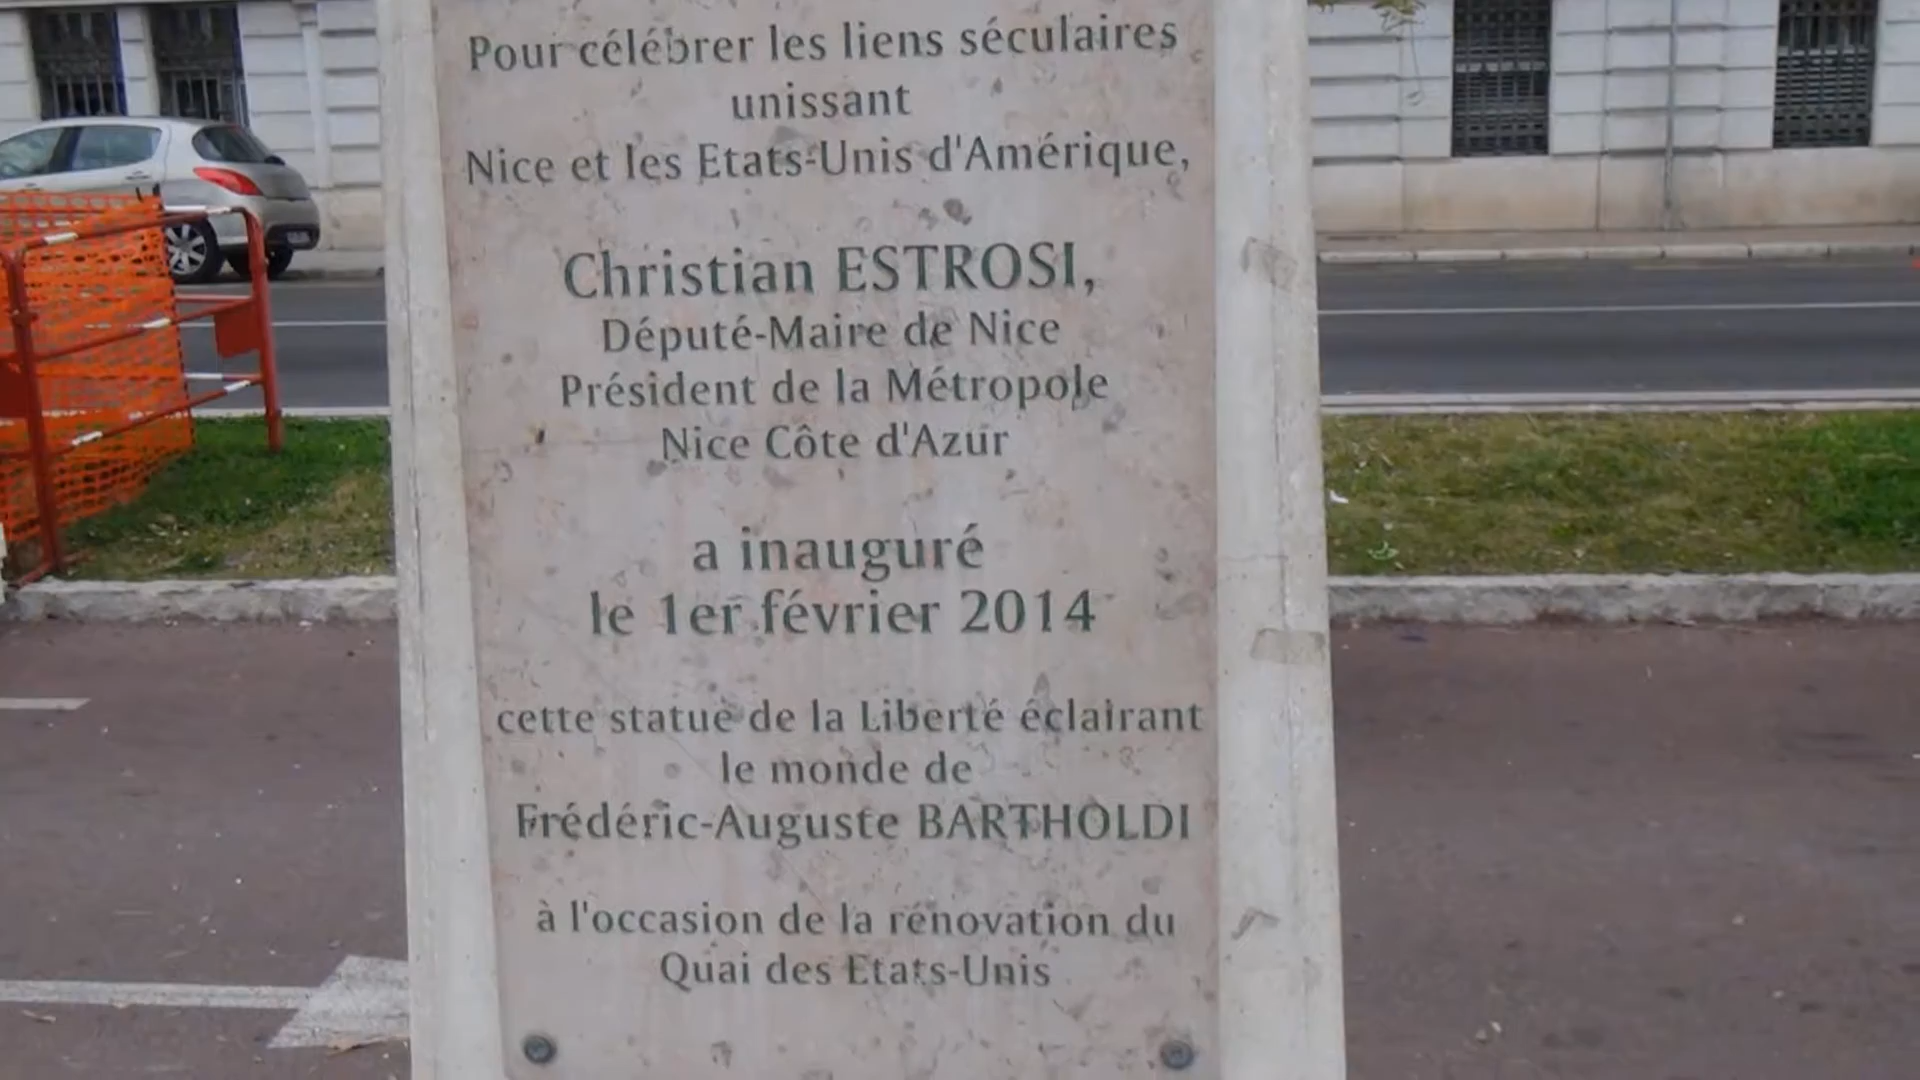 Pour célébrer les liens séculaires
unissant
Nice et les Etats-Unis d'Amérique,
Christian ESTROSI,
Député-Maire de Nice
Président de la Métropole
Nice Côte d'Azur
a inauguré
le 1er février 2014
cette statue de la Liberté éclairant
le monde de
Frédéric-Auguste BARTHOLDI
à l'occasion de la rénovation du
Quai des Etats-Unis